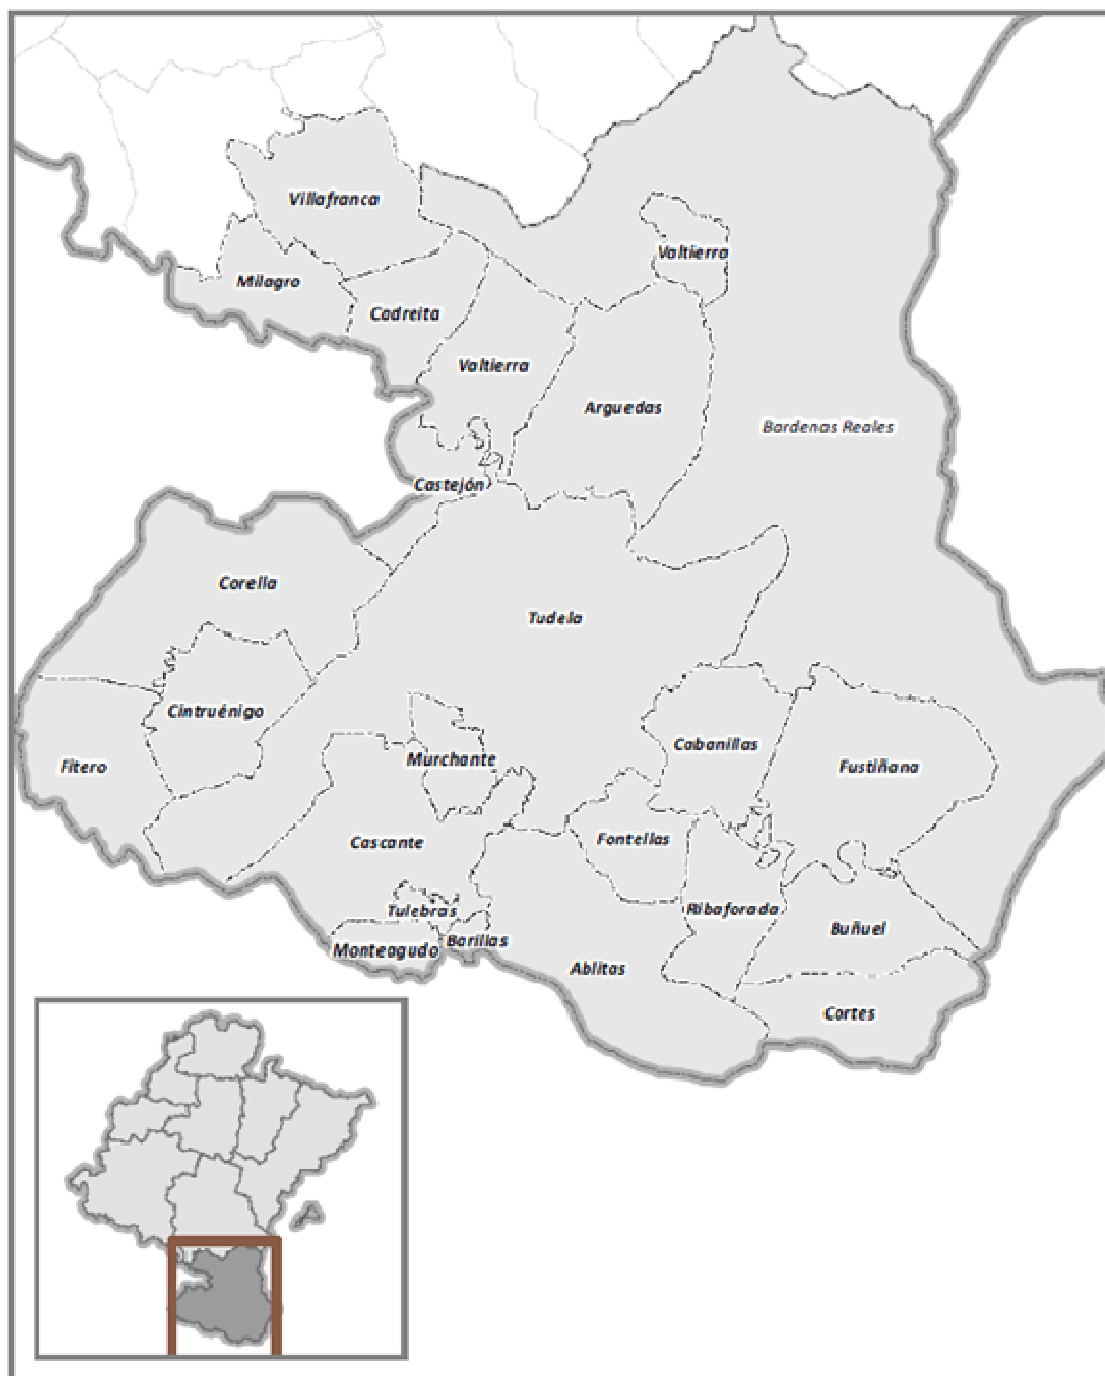 Villafranca
Valtierra
Milagro
Cadreita
Valtierra
Arguedas
Bardenas Reales
Castejón
Corella
Tudela
Cintruénigo
Cabanillas
Murchante
Fitero
Fustiñana
Fontellas
Cascante
Tulebras
Ribaforada
Buñuel
Barillas
Monteagudo
Ablitas
Cortes